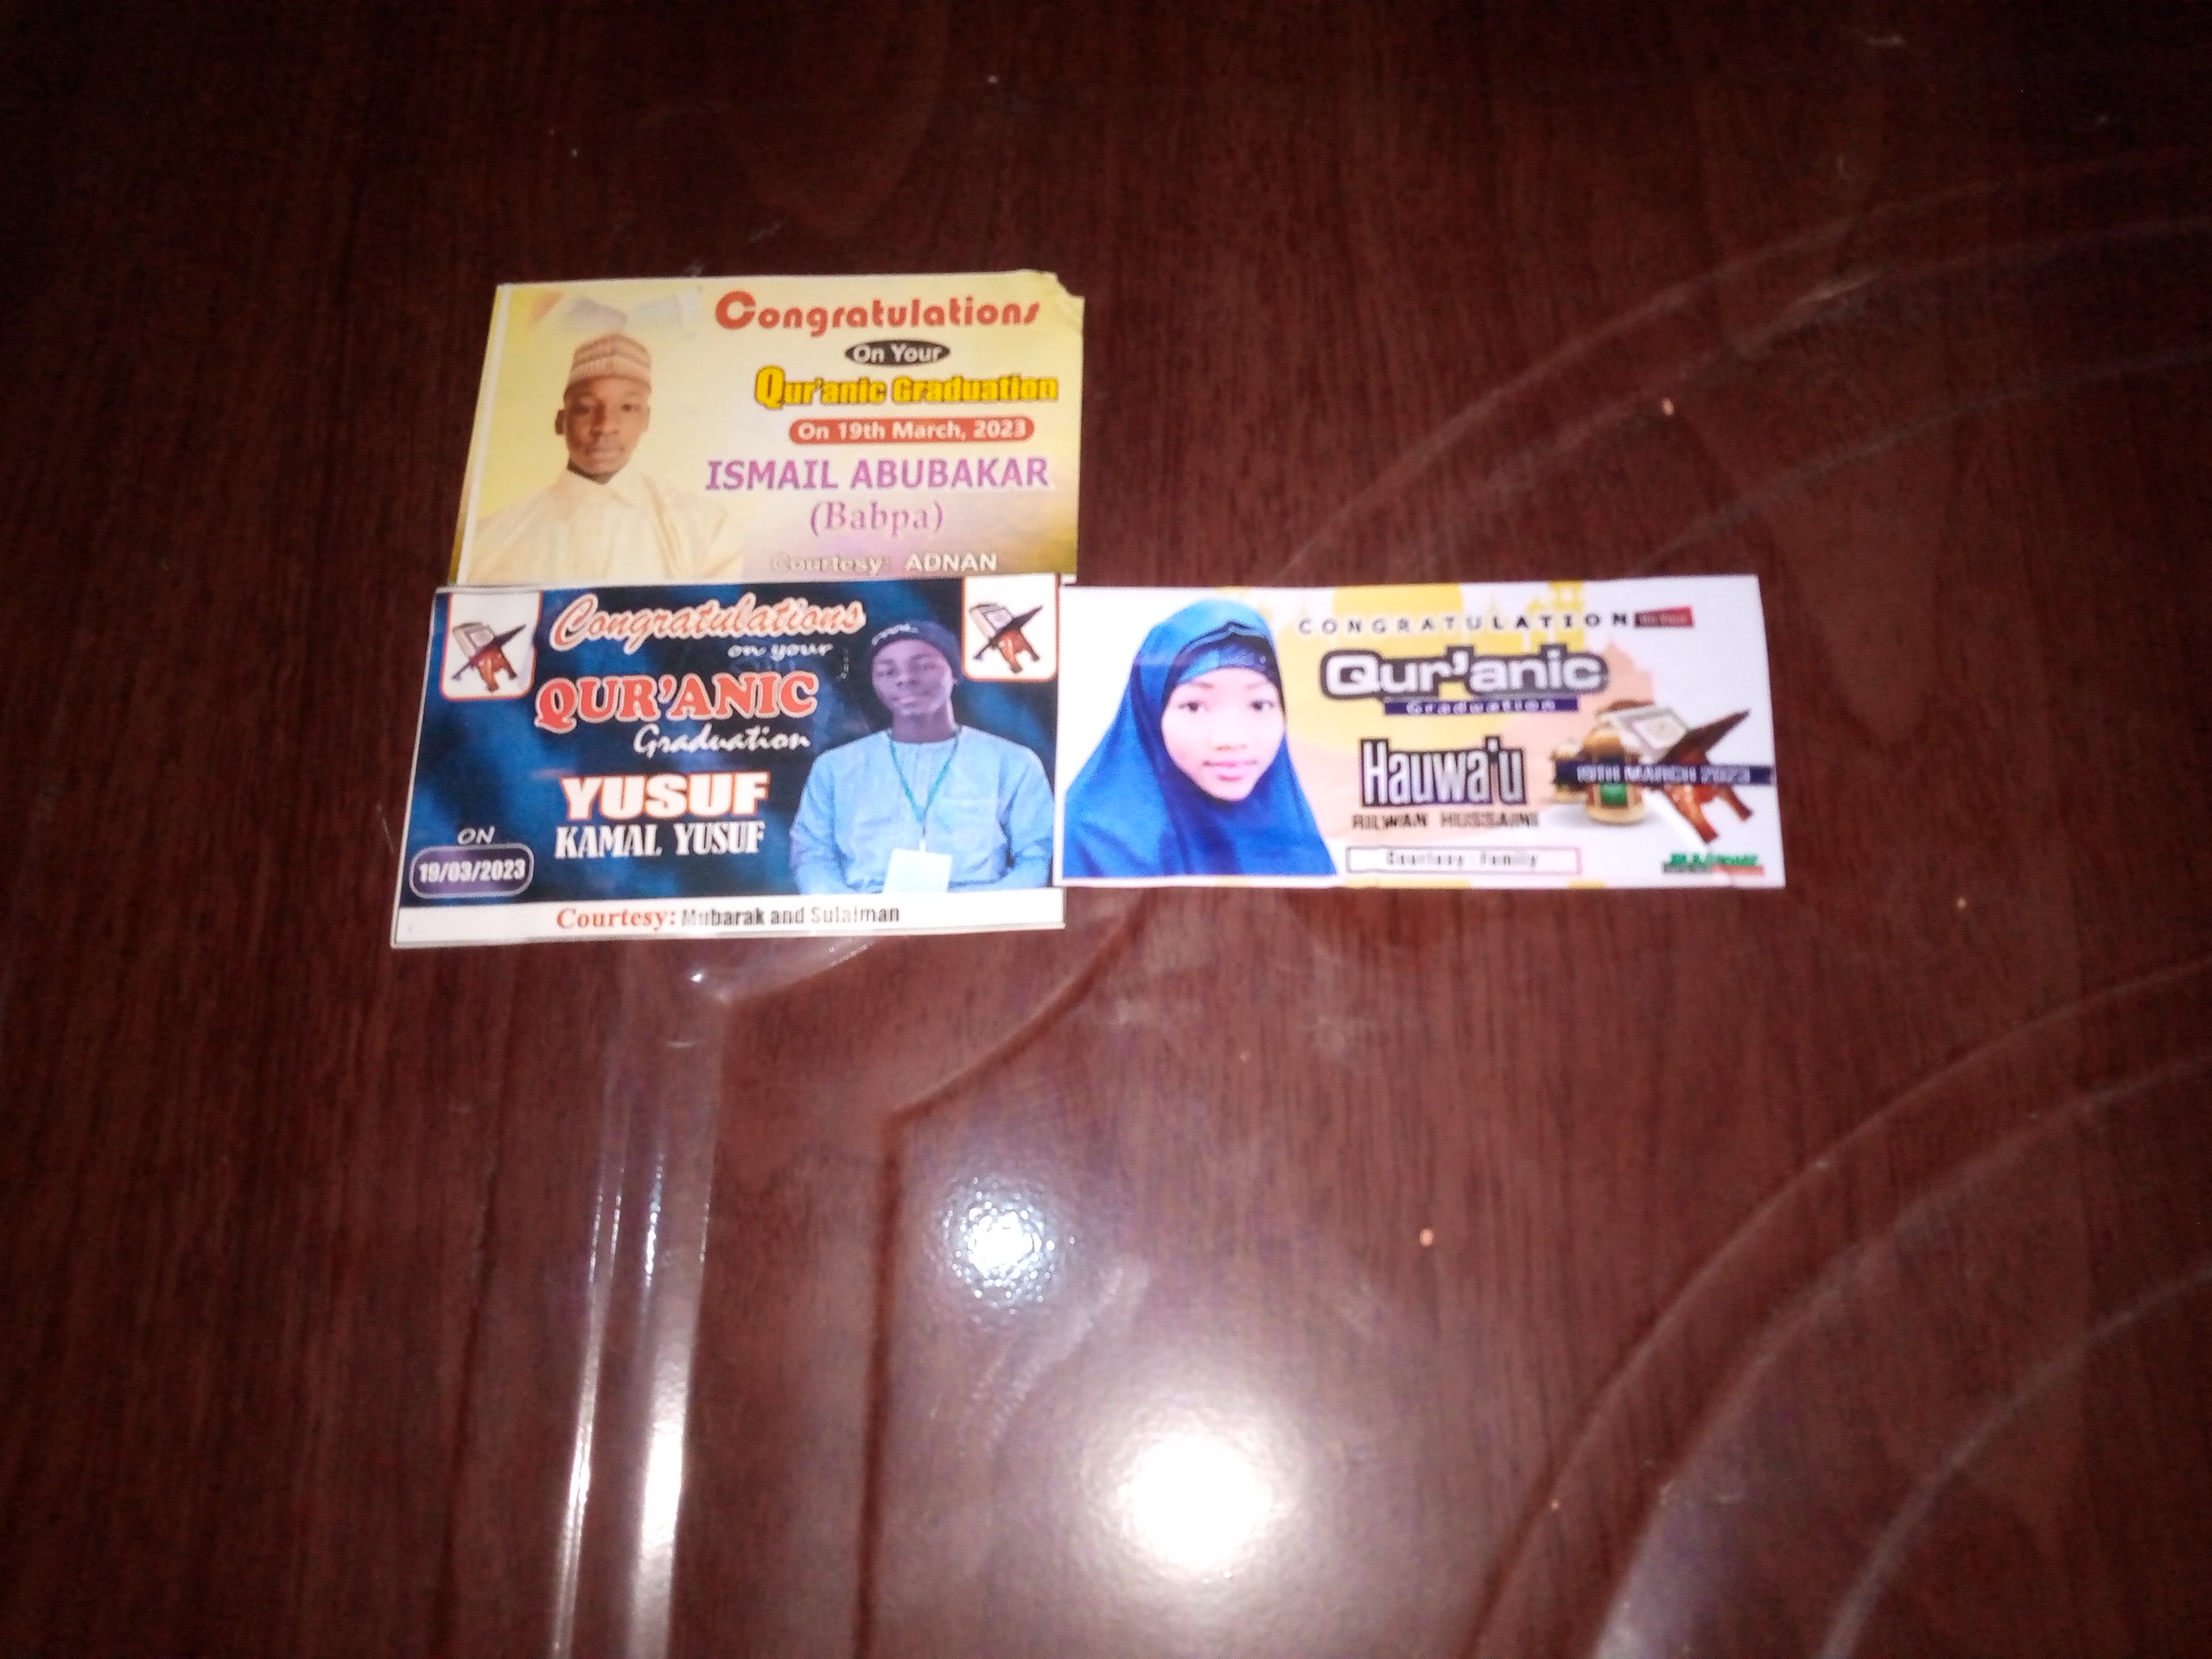 Congratulations
On Your
Qur'anic Graduation
On 19th March, 2023
ISMAIL ABUBAKAR
(Babpa)
Courtesy: ADNAN
Congratulations
on your
QUR'ANIC
Graduation
YUSUF
KAMAL YUSUF
ON
19/03/2023
Courtesy: Mubarak and Sulaiman
CONGRATULATION On Your
Qur'anic
Graduation
Hauwa'u
RILWAN HUSSAINI
19TH MARCH 2023
Courtesy: Family